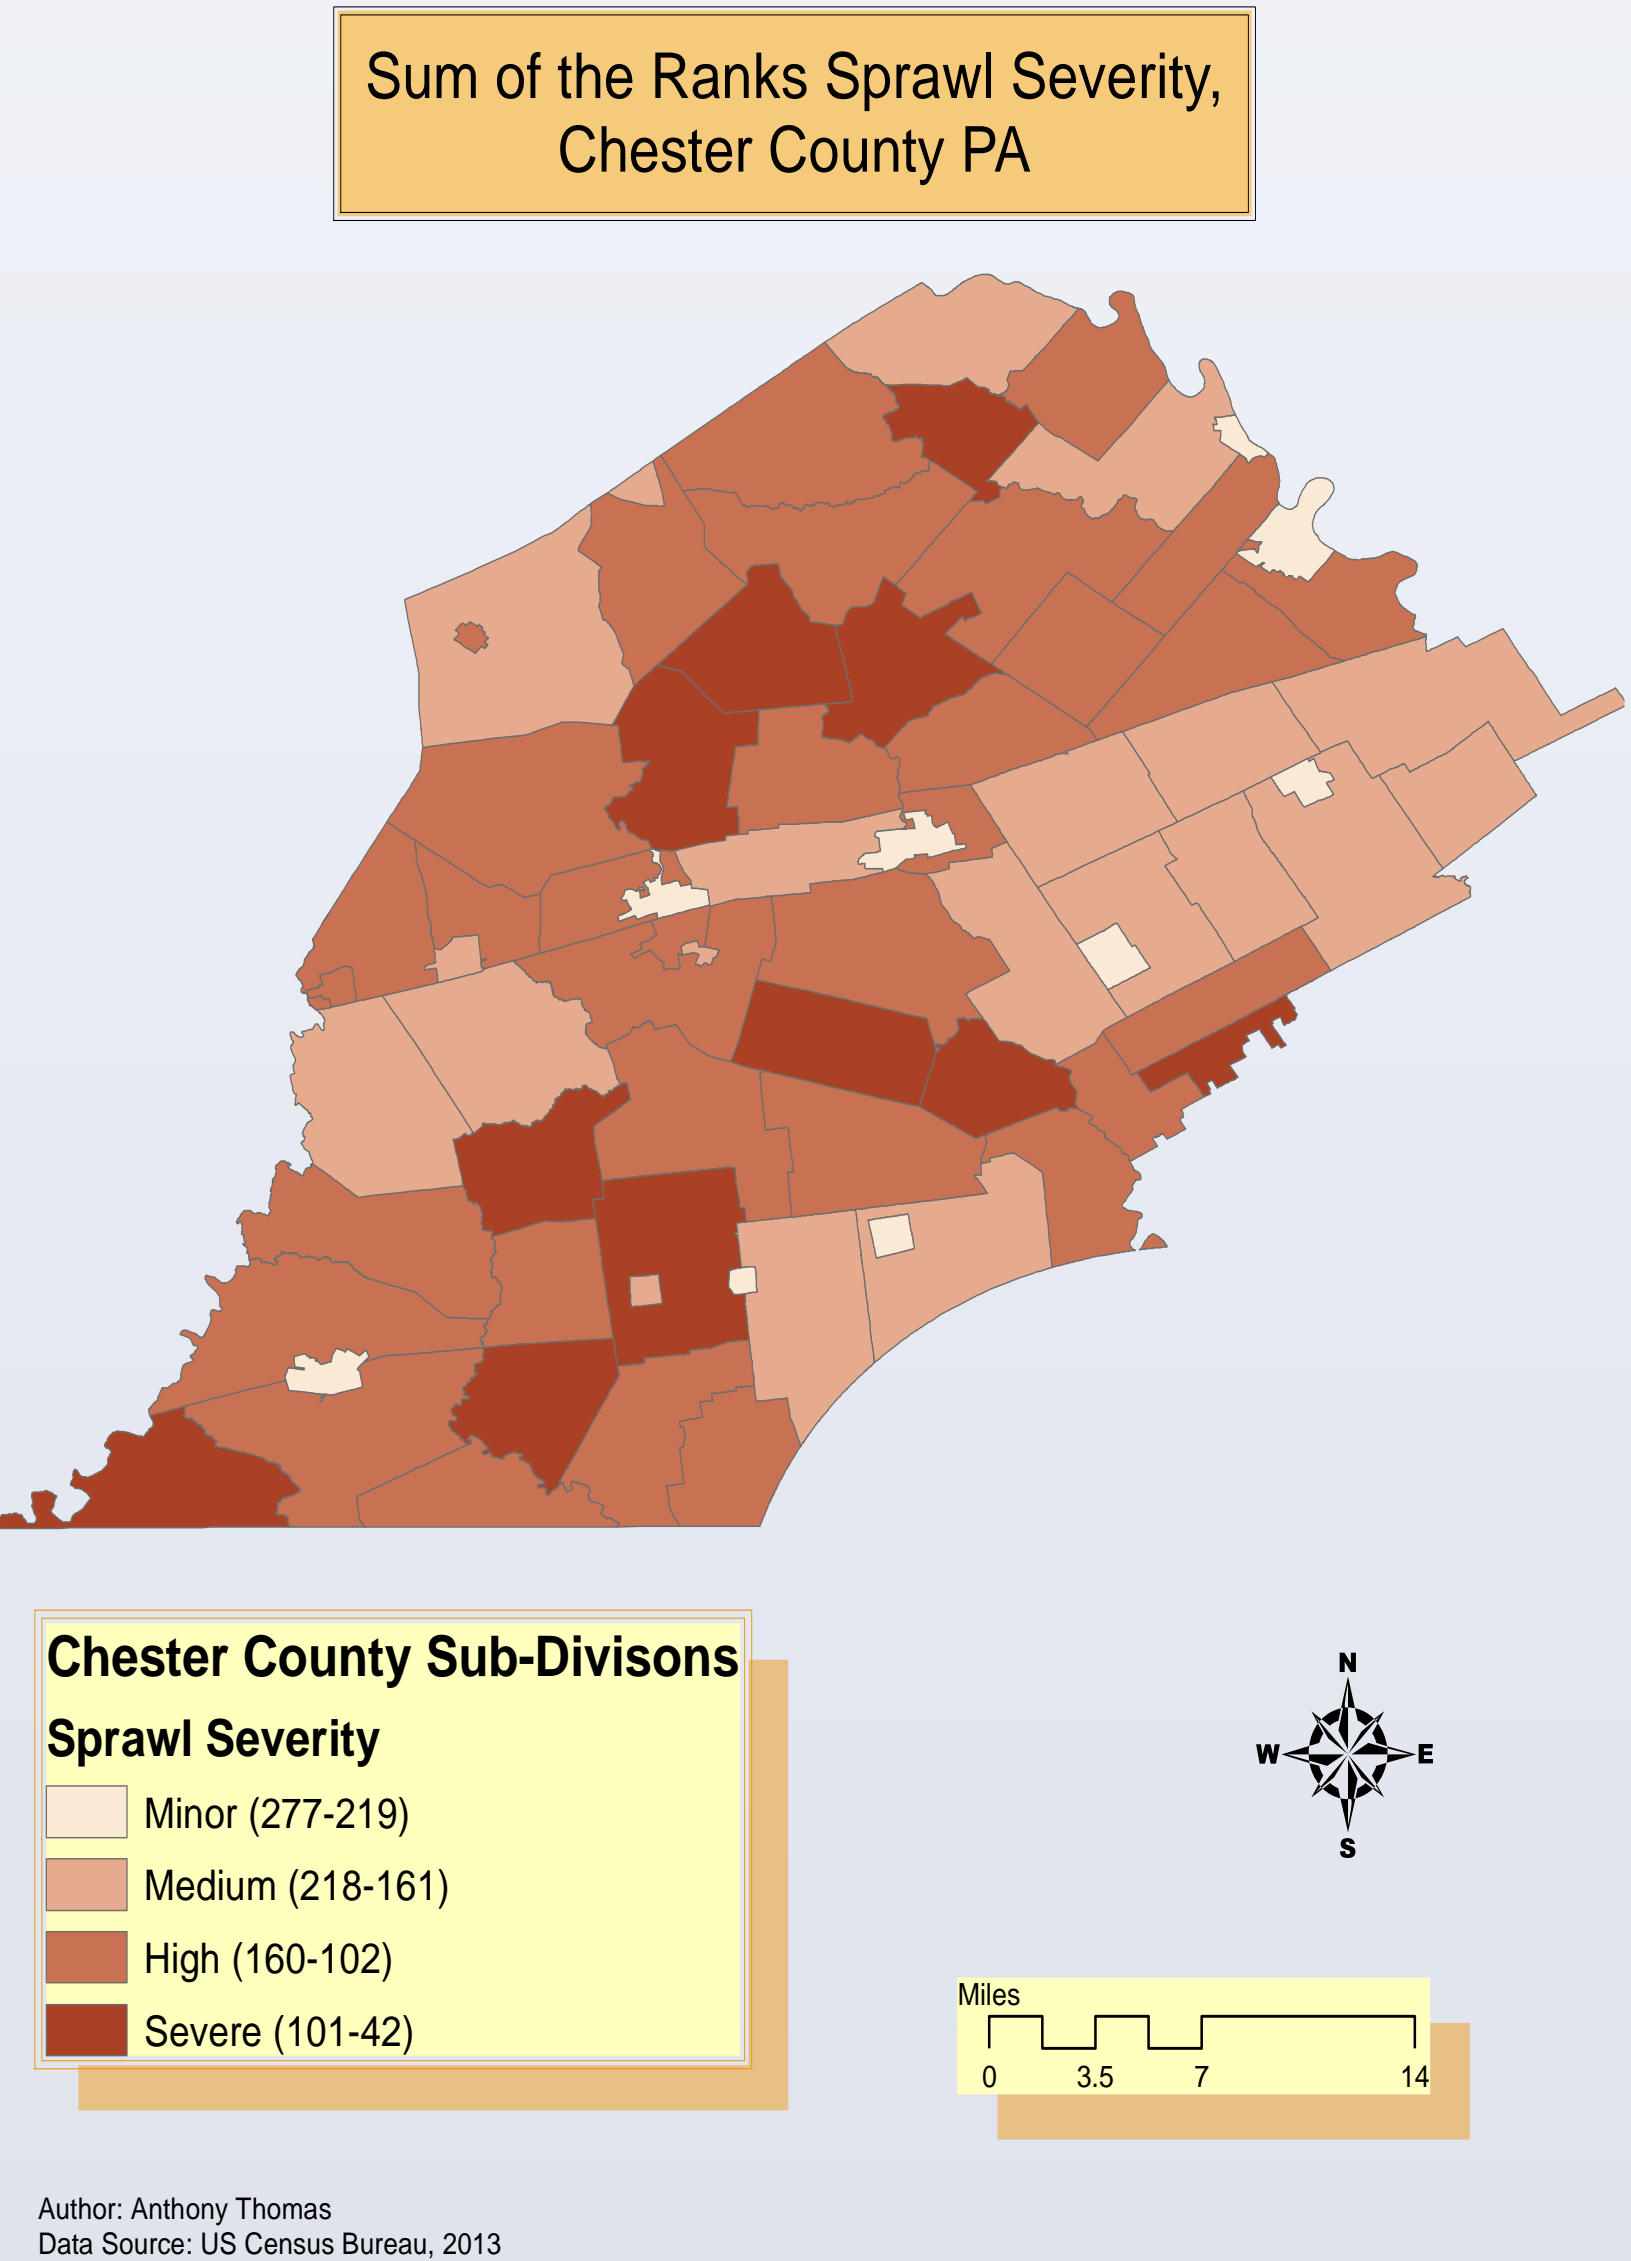 Sum of the Ranks Sprawl Severity,
Chester County PA
Chester County Sub-Divisons
Sprawl Severity
Minor (277-219)
Medium (218-161)
High (160-102)
Severe (101-42)
N
W E
S
Miles
0 3.5 7 14
Author: Anthony Thomas
Data Source: US Census Bureau, 2013